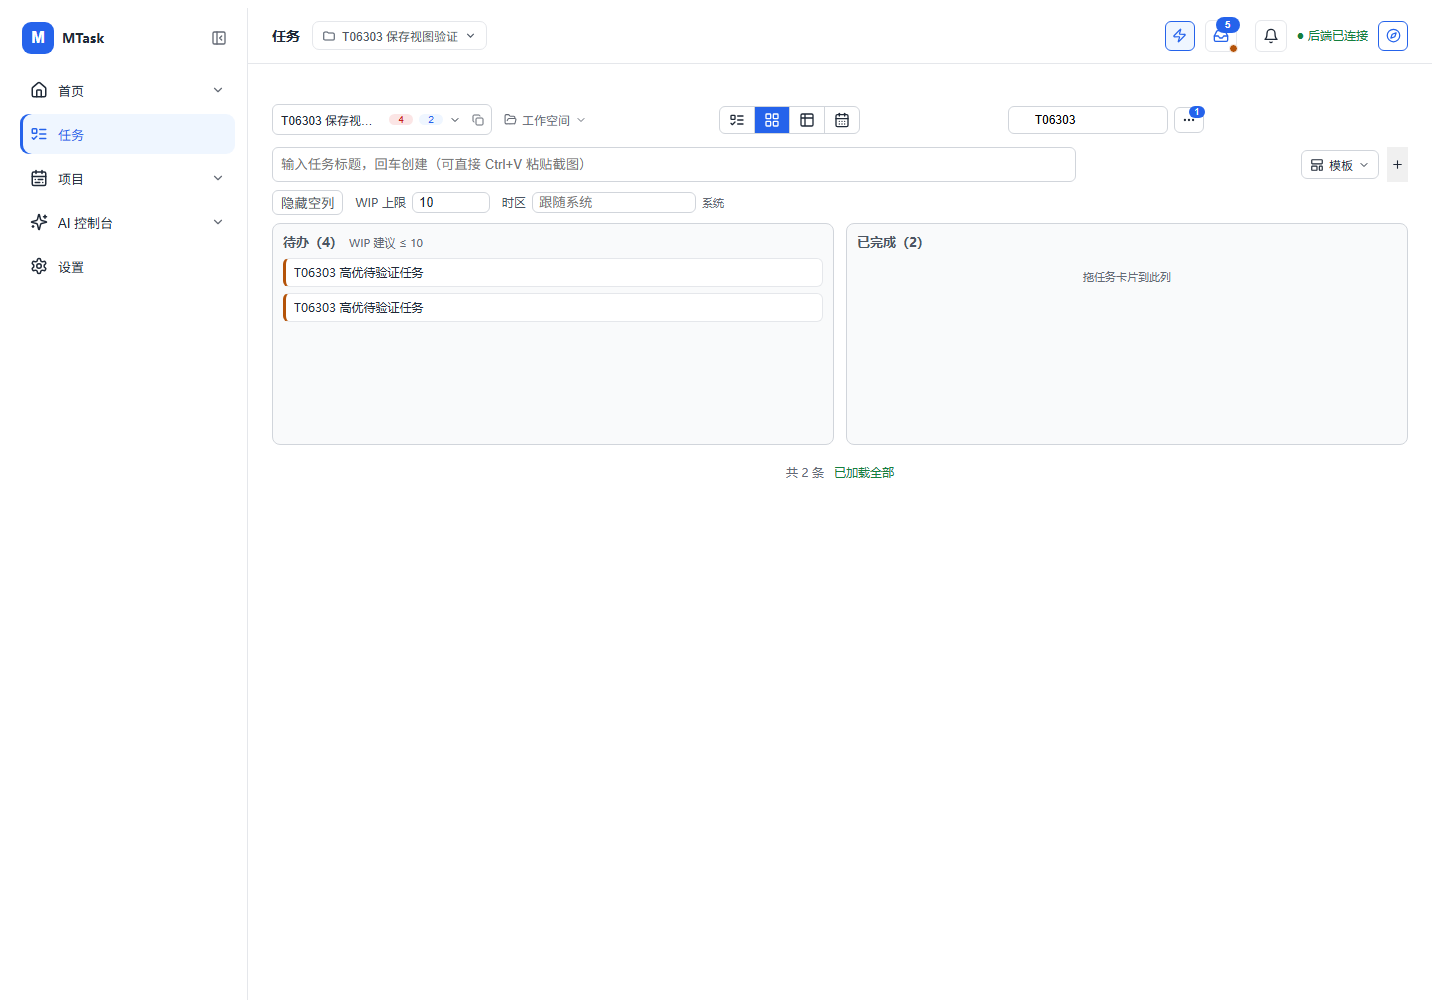 M MTask
首页
任务
项目
AI 控制台
设置
任务 T06303 保存视图验证 5 后端已连接
T06303 保存视... 4 2 工作空间 T06303 1
输入任务标题，回车创建（可直接 Ctrl+V 粘贴截图） 模板 +
隐藏空列 WIP 上限 10 时区 跟随系统 系统
待办（4） WIP 建议 ≤ 10
T06303 高优待验证任务
T06303 高优待验证任务
已完成（2）
拖任务卡片到此列
共 2 条 已加载全部